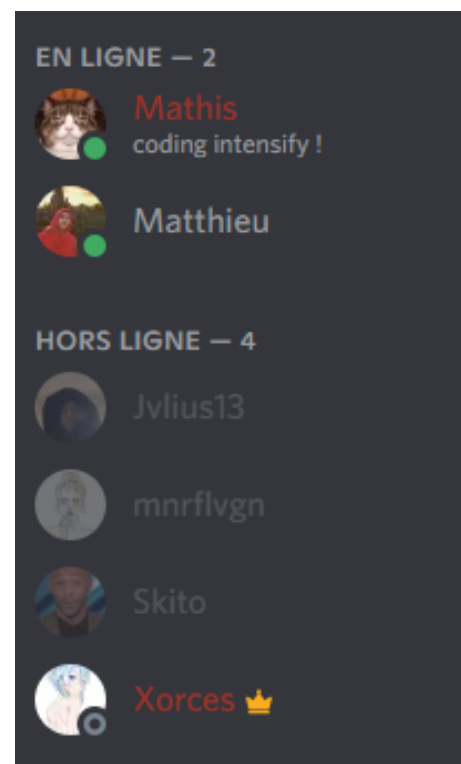 EN LIGNE — 2
Mathis
coding intensify !
Matthieu
HORS LIGNE — 4
Jvlius13
mnrflvgn
Skito
Xorces